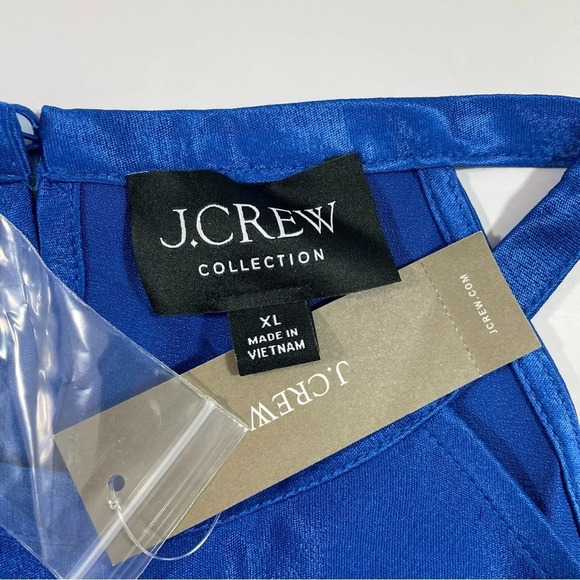 J.CREW
COLLECTION
XL
MADE IN
VIETNAM
J.CREW
JCREW.COM